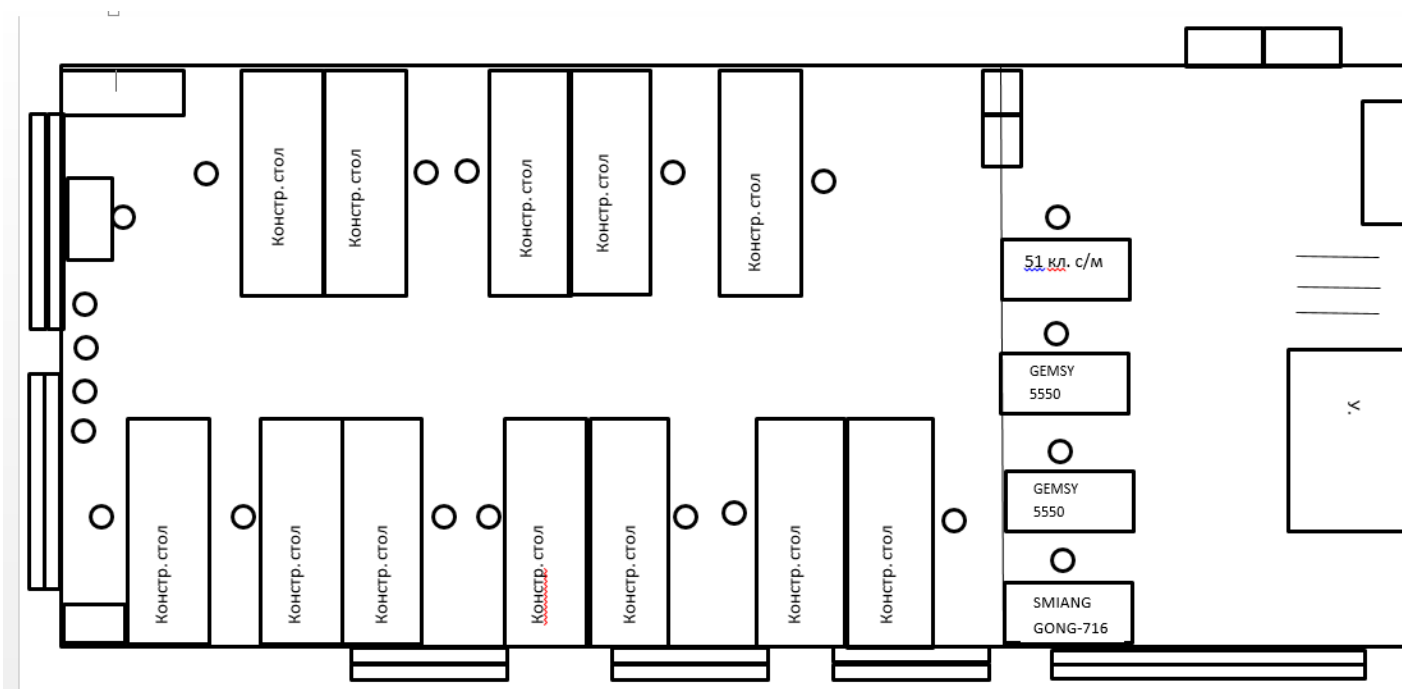 Констр. стол
Констр. стол
Констр. стол
Констр. стол
Констр. стол
51 кл. с/м
GEMSY
5550
У.
GEMSY
5550
Констр. стол
Констр. стол
Констр. стол
Констр. стол
Констр. стол
Констр. стол
Констр. стол
SMIANG
GONG-716